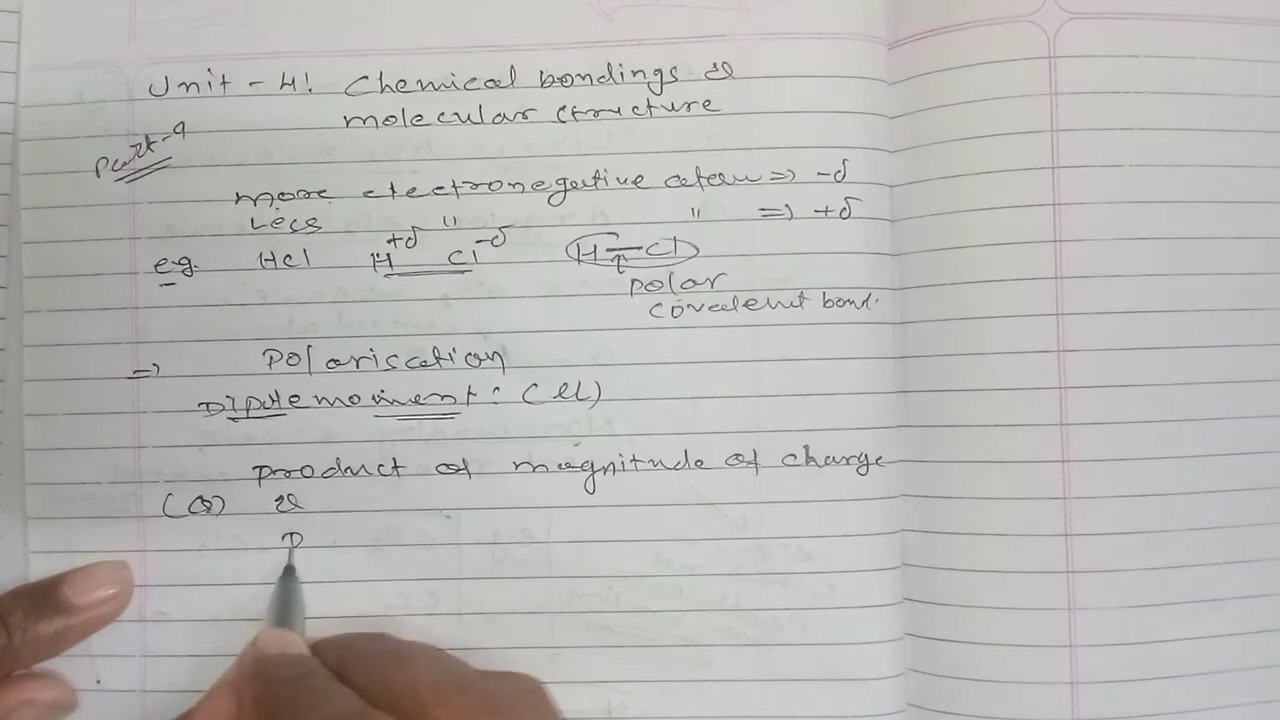 Unit - 4! Chemical bondings &
molecular structure
Part-9
more electronegative atom => -δ
Less " " => +δ
e.g. HCl H+δ Cl-δ H-Cl
polar
covalent bond.
=> Polarisation
Dipole moment : (μ)
product of magnitude of charge
(Q) &
D